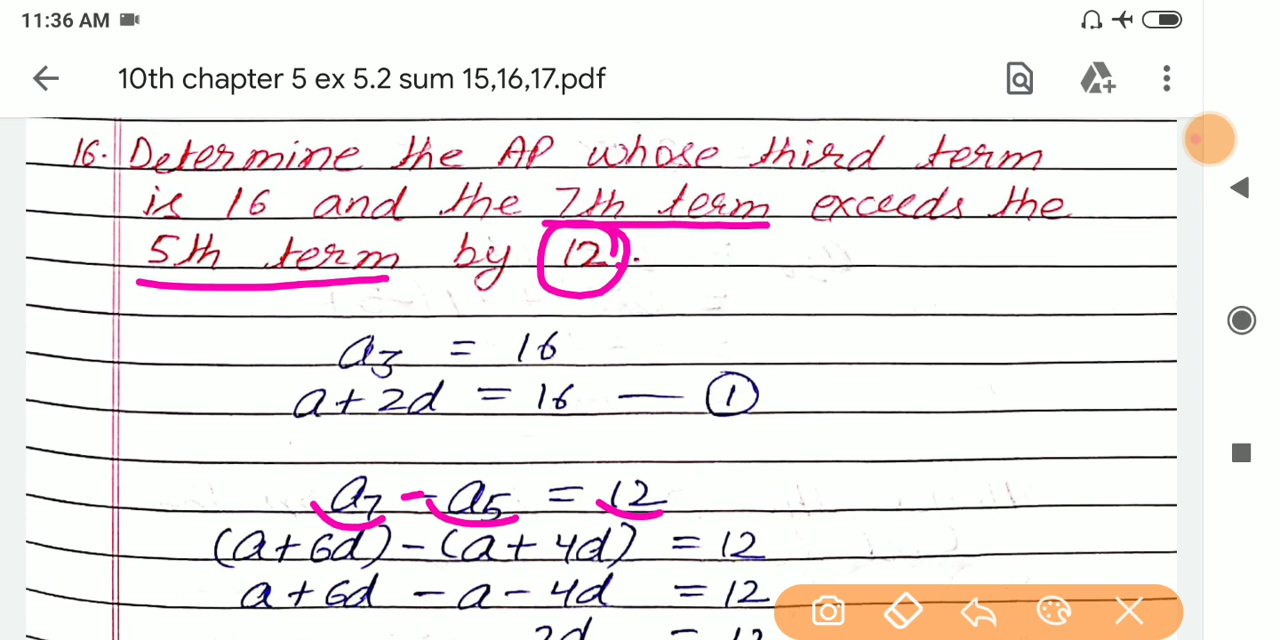 11:36 AM
10th chapter 5 ex 5.2 sum 15,16,17.pdf
16. Determine the AP whose third term
is 16 and the 7th term exceeds the
5th term by 12.
a₃ = 16
a + 2d = 16 — ①
a₇ - a₅ = 12
(a + 6d) - (a + 4d) = 12
a + 6d - a - 4d = 12
2d = 12